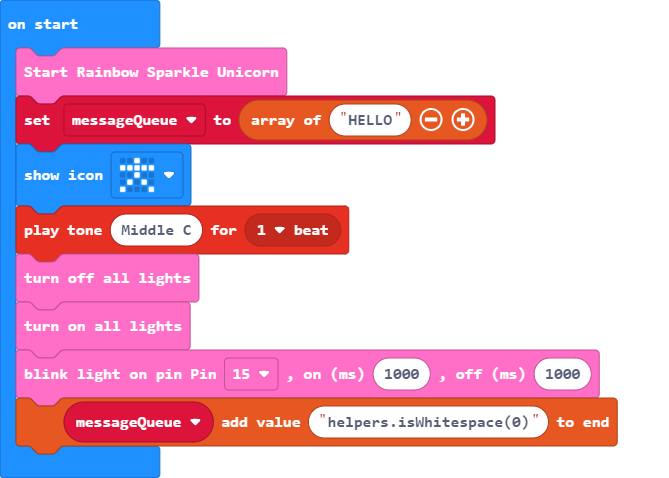 on start
Start Rainbow Sparkle Unicorn
set messageQueue to array of "HELLO"
show icon
play tone Middle C for 1 beat
turn off all lights
turn on all lights
blink light on pin Pin 15 , on (ms) 1000 , off (ms) 1000
messageQueue add value "helpers.isWhitespace(0)" to end